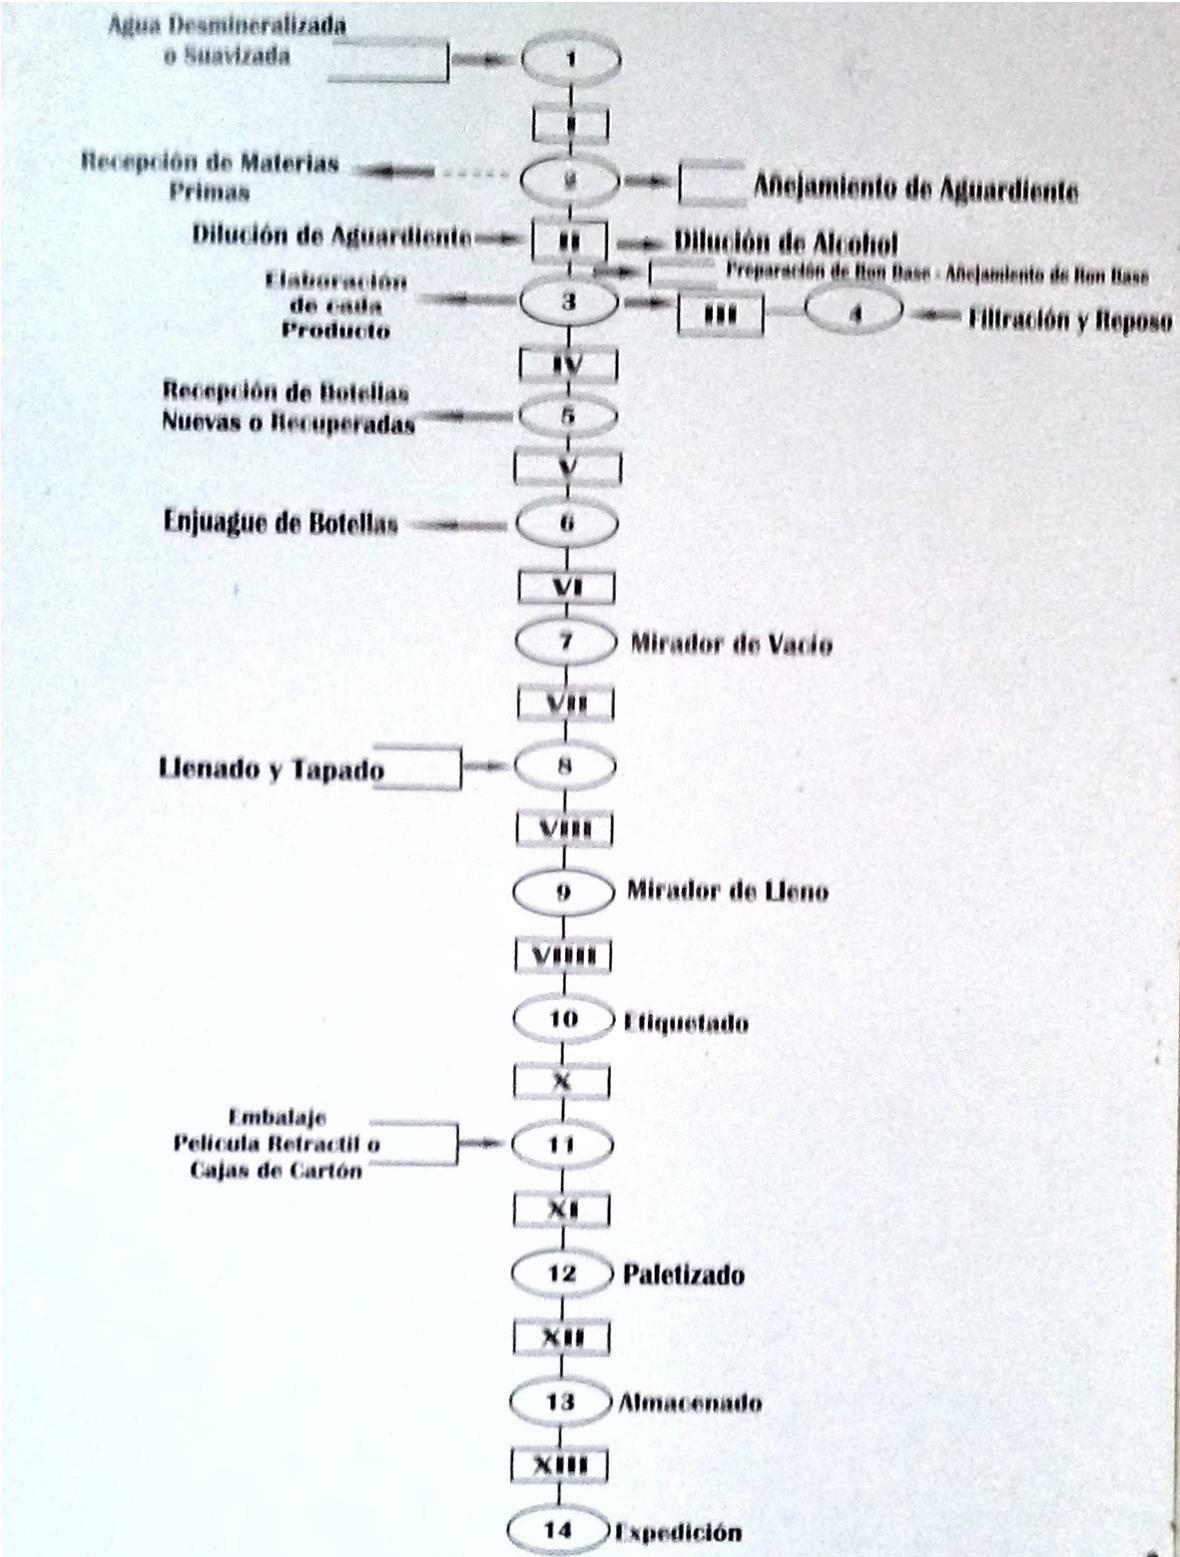 Agua Desmineralizada
o Suavizada
1
I
Recepción de Materias
Primas
2
Añejamiento de Aguardiente
Dilución de Aguardiente
II
Dilución de Alcohol
Preparación de Ron Base - Añejamiento de Ron Base
Elaboración
de cada
Producto
3
III
4
Filtración y Reposo
IV
Recepción de Botellas
Nuevas o Recuperadas
5
V
Enjuague de Botellas
6
VI
7
Mirador de Vacío
VII
Llenado y Tapado
8
VIII
9
Mirador de Lleno
VIIII
10
Etiquetado
X
Embalaje
Película Retractil o
Cajas de Cartón
11
XI
12
Paletizado
XII
13
Almacenado
XIII
14
Expedición